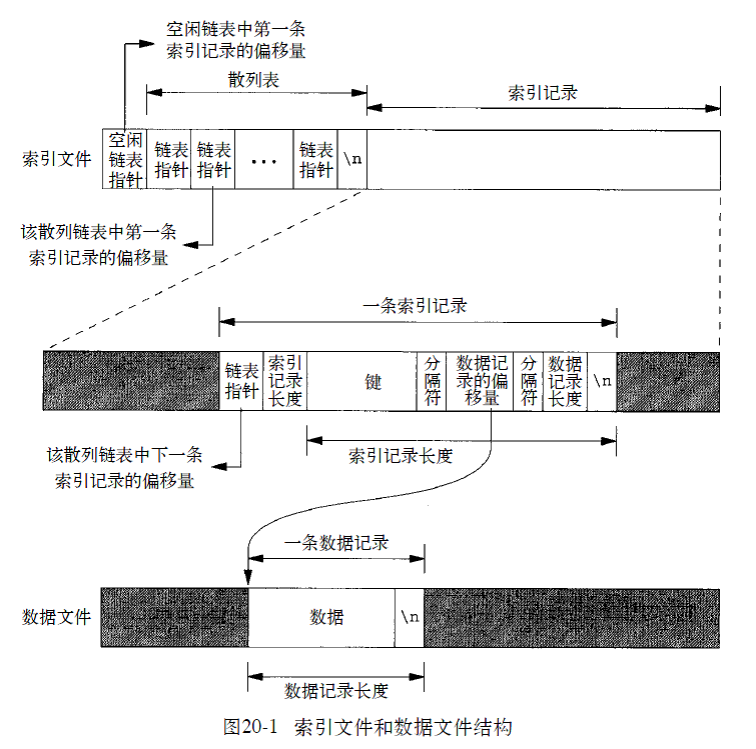 空闲链表中第一条
索引记录的偏移量
散列表
索引记录
索引文件
空闲
链表
指针
链表
指针
链表
指针
...
链表
指针
\n
该散列链表中第一条
索引记录的偏移量
一条索引记录
链表
指针
索引
记录
长度
键
分
隔
符
数据记
录的偏
移量
分
隔
符
数据
记录
长度
\n
该散列链表中下一条
索引记录的偏移量
索引记录长度
一条数据记录
数据文件
数据
\n
数据记录长度
图20-1 索引文件和数据文件结构